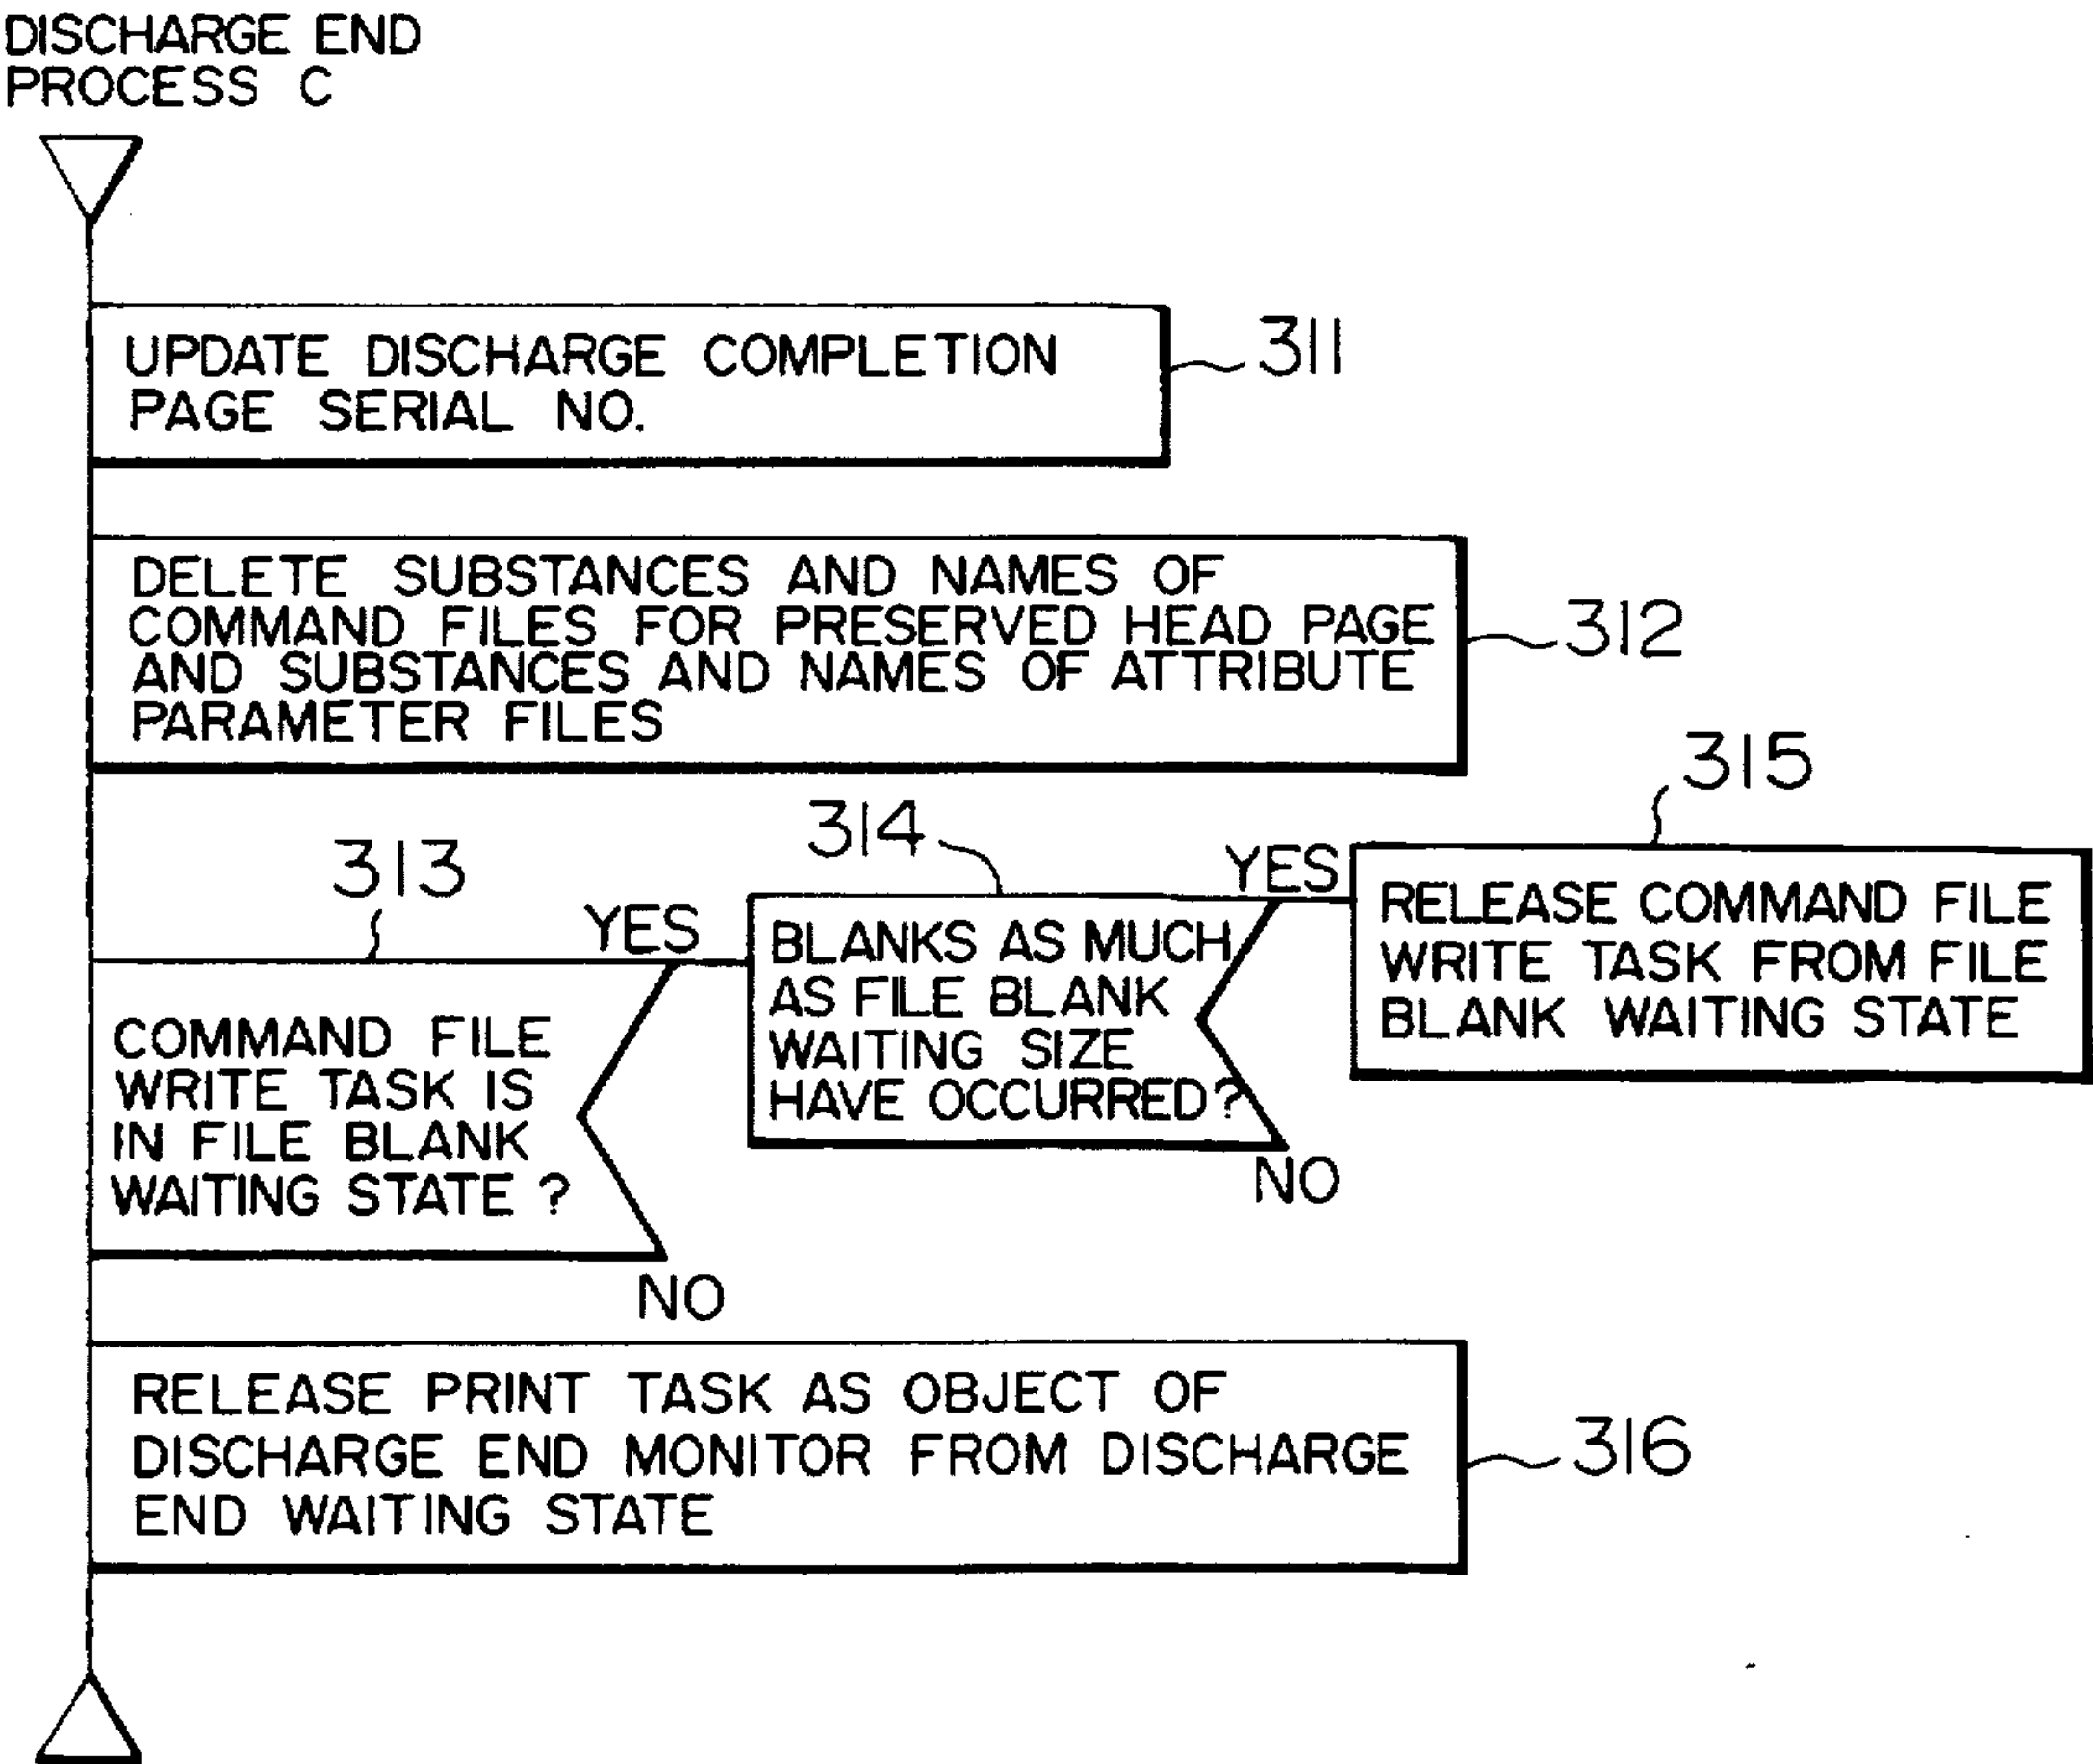 DISCHARGE END
PROCESS C
UPDATE DISCHARGE COMPLETION
PAGE SERIAL NO.
311
DELETE SUBSTANCES AND NAMES OF
COMMAND FILES FOR PRESERVED HEAD PAGE
AND SUBSTANCES AND NAMES OF ATTRIBUTE
PARAMETER FILES
312
313
YES
COMMAND FILE
WRITE TASK IS
IN FILE BLANK
WAITING STATE ?
NO
314
YES
BLANKS AS MUCH
AS FILE BLANK
WAITING SIZE
HAVE OCCURRED?
NO
315
RELEASE COMMAND FILE
WRITE TASK FROM FILE
BLANK WAITING STATE
RELEASE PRINT TASK AS OBJECT OF
DISCHARGE END MONITOR FROM DISCHARGE
END WAITING STATE
316